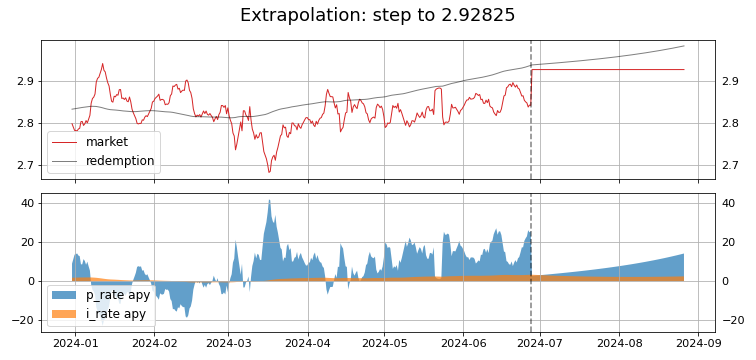 Extrapolation: step to 2.92825
2.9 2.9
2.8 2.8
2.7 2.7
market
redemption
40 40
20 20
0 0
−20 −20
p_rate apy
i_rate apy
2024-01 2024-02 2024-03 2024-04 2024-05 2024-06 2024-07 2024-08 2024-09